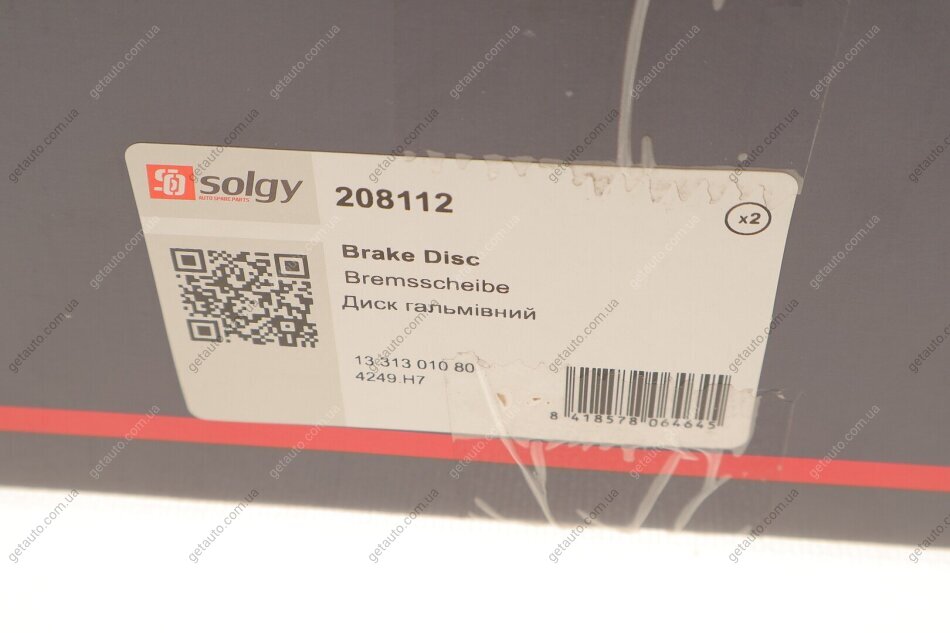 solgy
AUTO SPARE PARTS
208112
x2
Brake Disc
Bremsscheibe
Диск гальмівний
13 313 010 80
4249.H7
8 418578 064645
getauto.com.ua